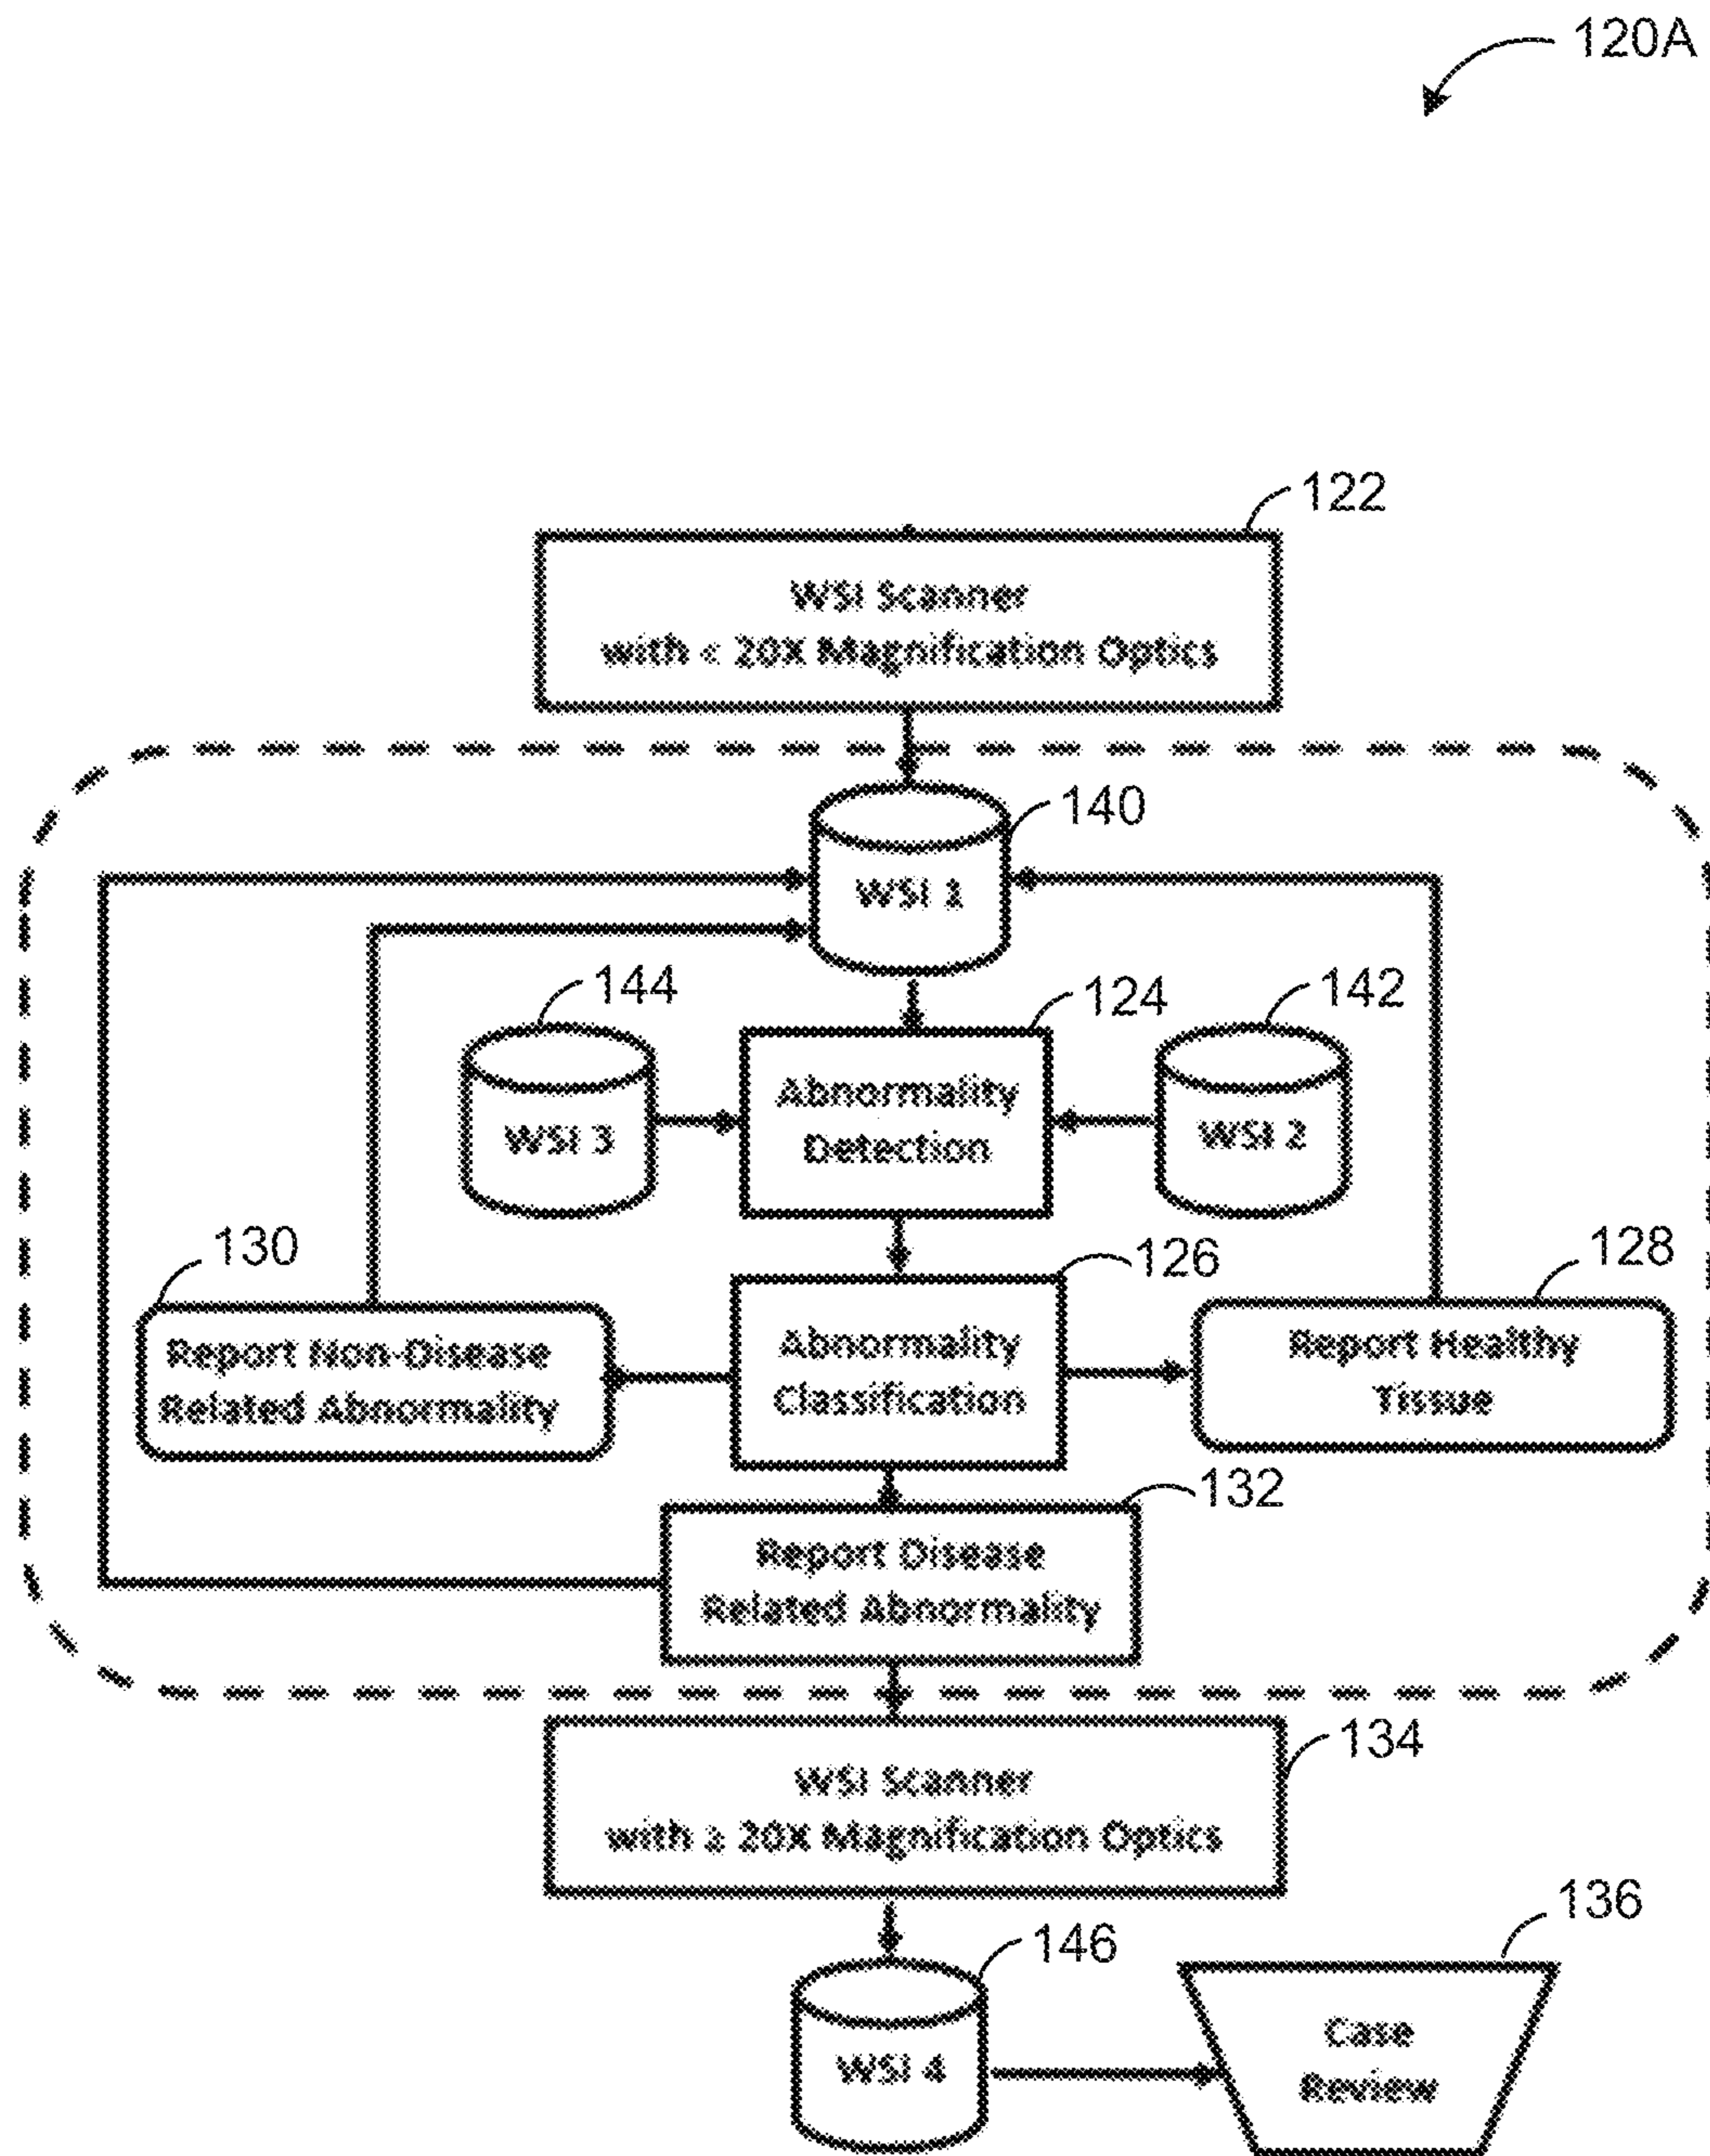 120A
122
WSI Scanner
with < 20X Magnification Optics
140
WSI 1
144
124
142
Abnormality
Detection
WSI 3
WSI 2
130
126
128
Report Non-Disease
Related Abnormality
Abnormality
Classification
Report Healthy
Tissue
132
Report Disease
Related Abnormality
134
WSI Scanner
with ≥ 20X Magnification Optics
146
136
WSI 4
Case
Review